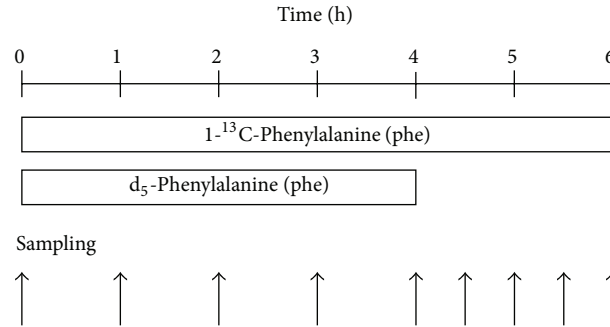 Time (h)
0 1 2 3 4 5 6
1-¹³C-Phenylalanine (phe)
d₅-Phenylalanine (phe)
Sampling